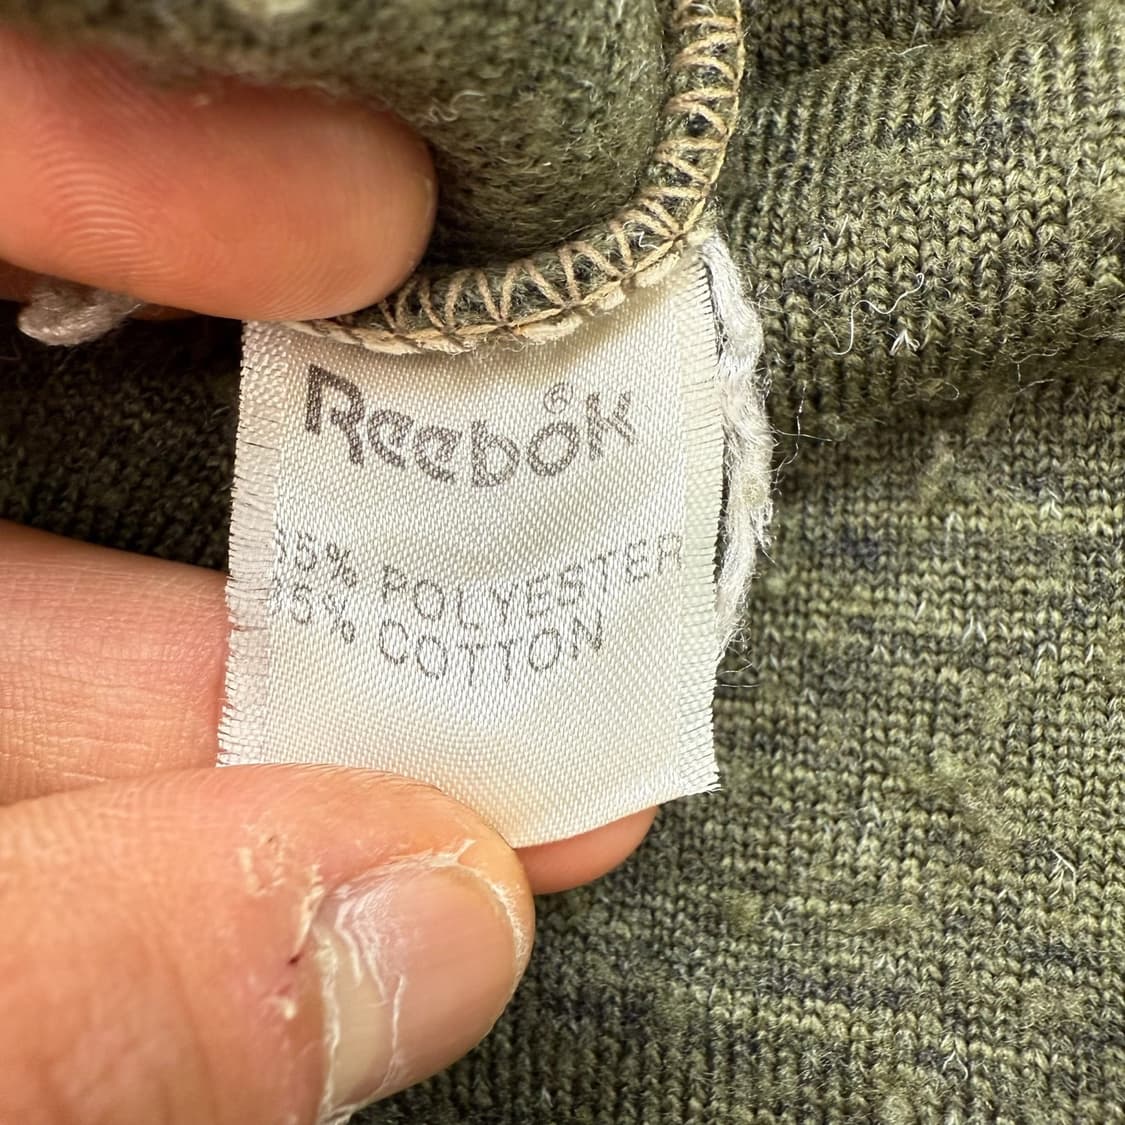 Reebok®
5% POLYESTER
5% COTTON